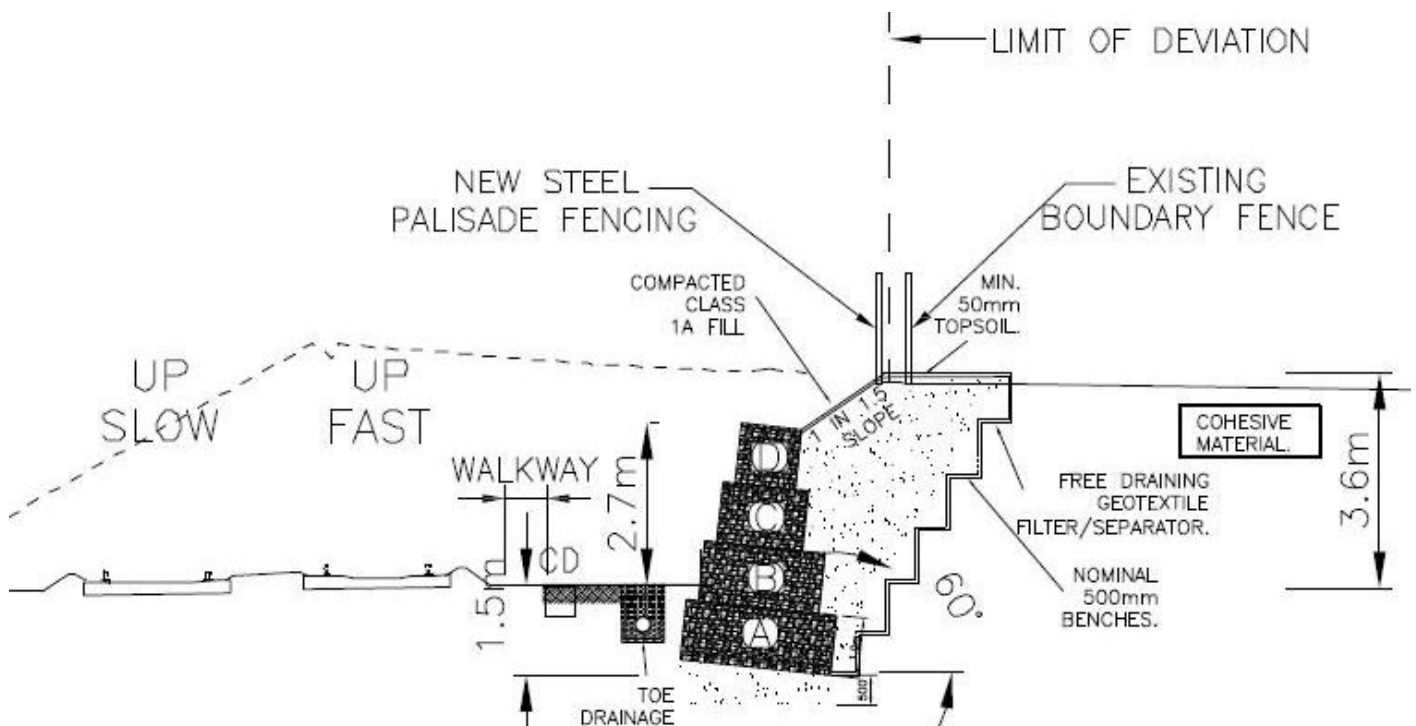 LIMIT OF DEVIATION
NEW STEEL
PALISADE FENCING
EXISTING
BOUNDARY FENCE
COMPACTED
CLASS
1A FILL
MIN.
50mm
TOPSOIL.
UP
SLOW
UP
FAST
1 IN 1.5
SLOPE
COHESIVE
MATERIAL.
WALKWAY
2.7m
D
C
B
A
FREE DRAINING
GEOTEXTILE
FILTER/SEPARATOR.
3.6m
CD
1.5m
60°
NOMINAL
500mm
BENCHES.
TOE
DRAINAGE